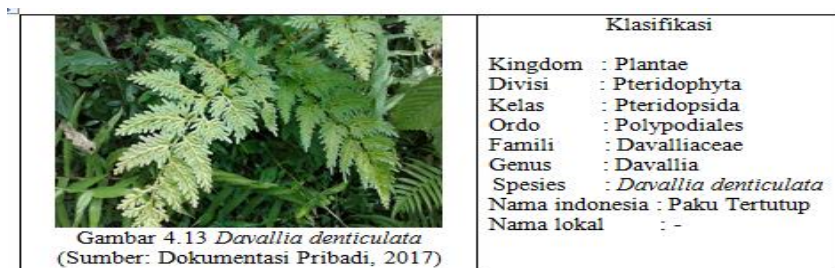 Gambar 4.13 Davallia denticulata
(Sumber: Dokumentasi Pribadi, 2017)
Klasifikasi
Kingdom : Plantae
Divisi : Pteridophyta
Kelas : Pteridopsida
Ordo : Polypodiales
Famili : Davalliaceae
Genus : Davallia
Spesies : Davallia denticulata
Nama indonesia : Paku Tertutup
Nama lokal : -